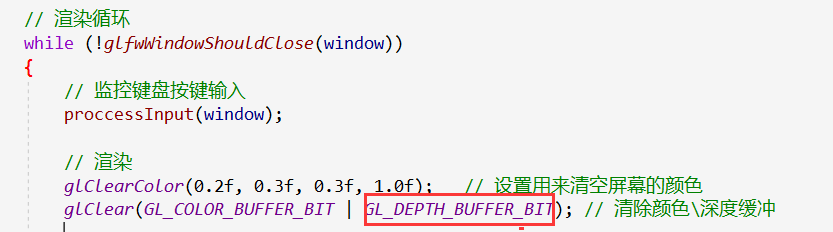 // 渲染循环
while (!glfwWindowShouldClose(window))
{
// 监控键盘按键输入
proccessInput(window);
// 渲染
glClearColor(0.2f, 0.3f, 0.3f, 1.0f); // 设置用来清空屏幕的颜色
glClear(GL_COLOR_BUFFER_BIT | GL_DEPTH_BUFFER_BIT); // 清除颜色\深度缓冲